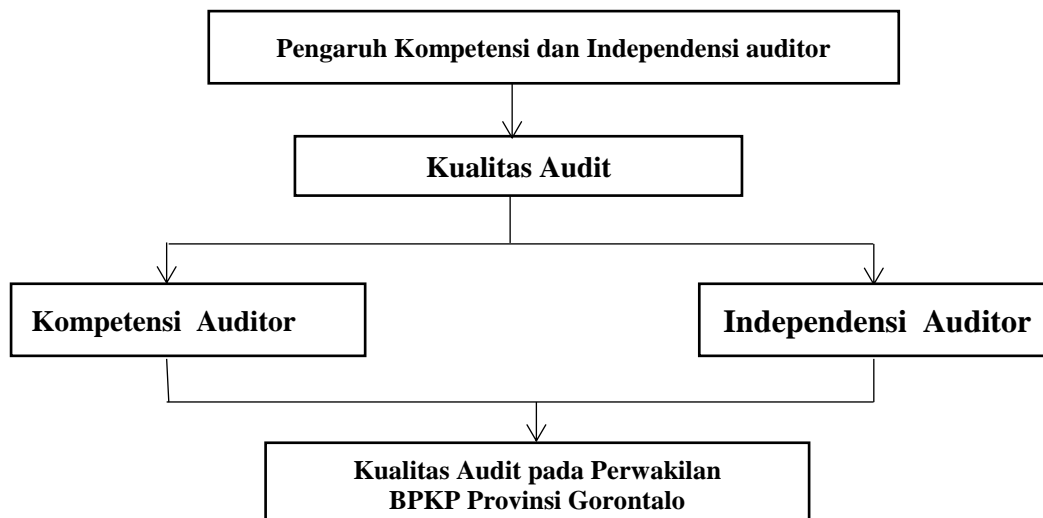 Pengaruh Kompetensi dan Independensi auditor
Kualitas Audit
Kompetensi Auditor
Independensi Auditor
Kualitas Audit pada Perwakilan
BPKP Provinsi Gorontalo